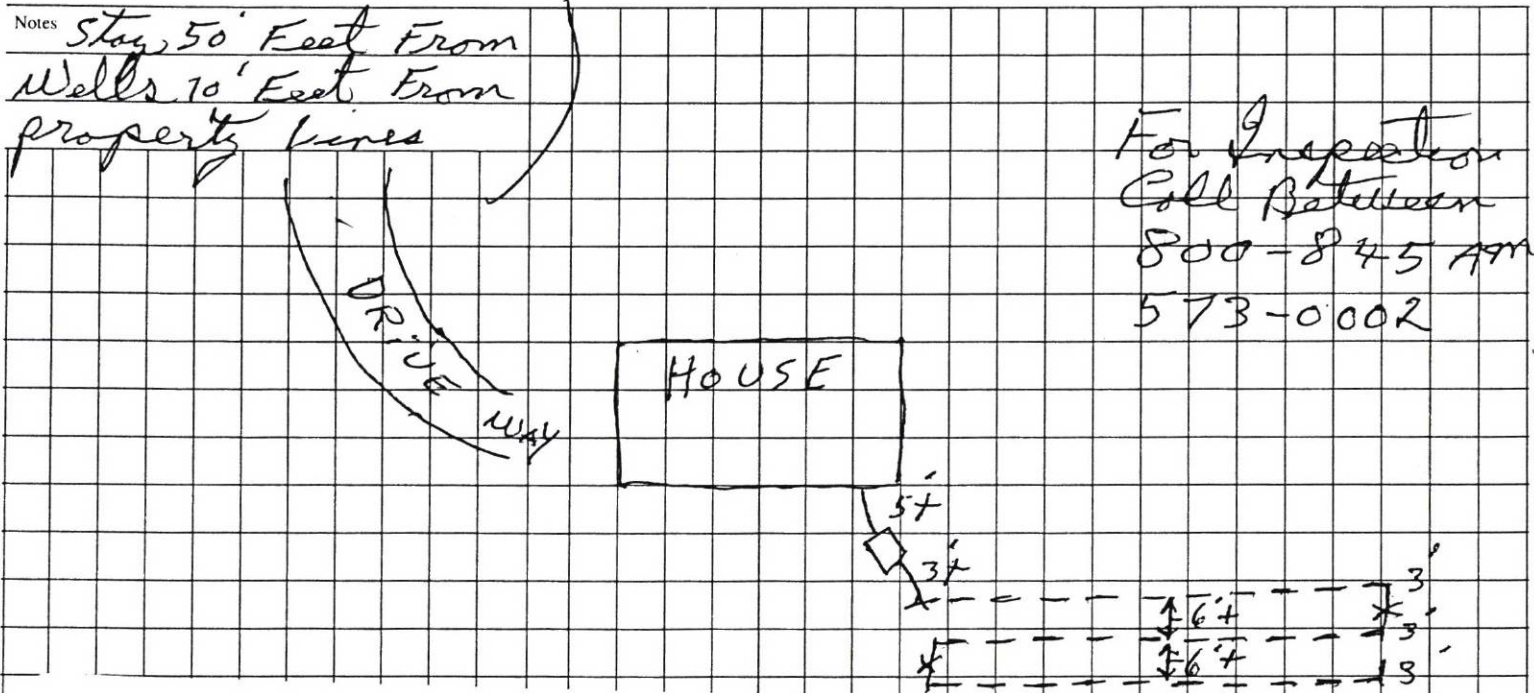 Notes Stay 50' Feet From
Wells 10' Feet From
property Lines
For Inspection
Call Between
800-845 AM
573-0002
DRIVE WAY
HOUSE
5'+
3'+
3'
6'+
3'
6'+
3'